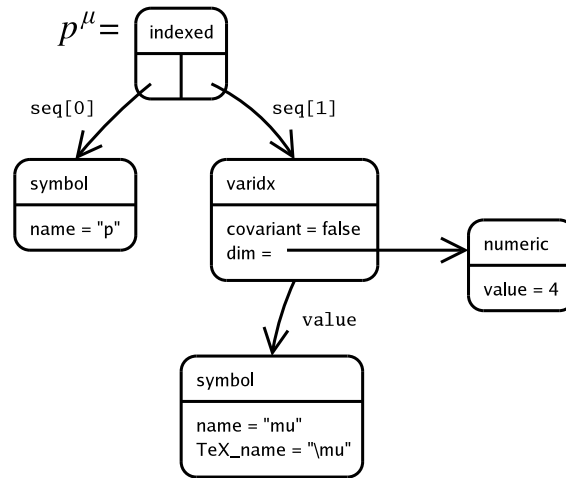 p^μ =
indexed
seq[0]
seq[1]
symbol
name = "p"
varidx
covariant = false
dim =
numeric
value = 4
value
symbol
name = "mu"
TeX_name = "\mu"